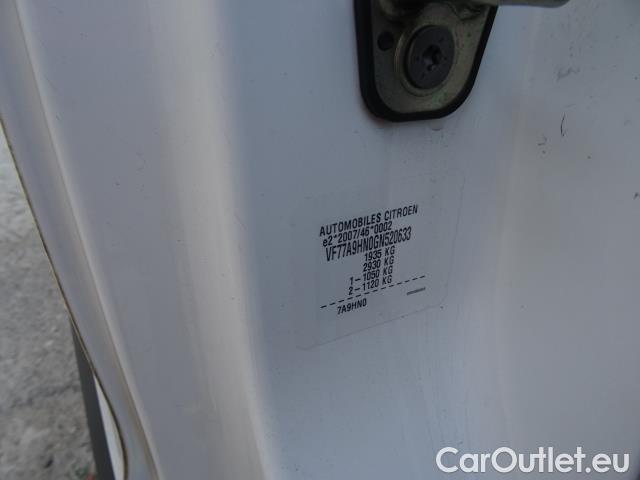 AUTOMOBILES CITROEN
e2*2007/46*0002
VF77A9HN0GN520633
1935 KG
2930 KG
1-1050 KG
2-1120 KG
7A9HN0
CarOutlet.eu